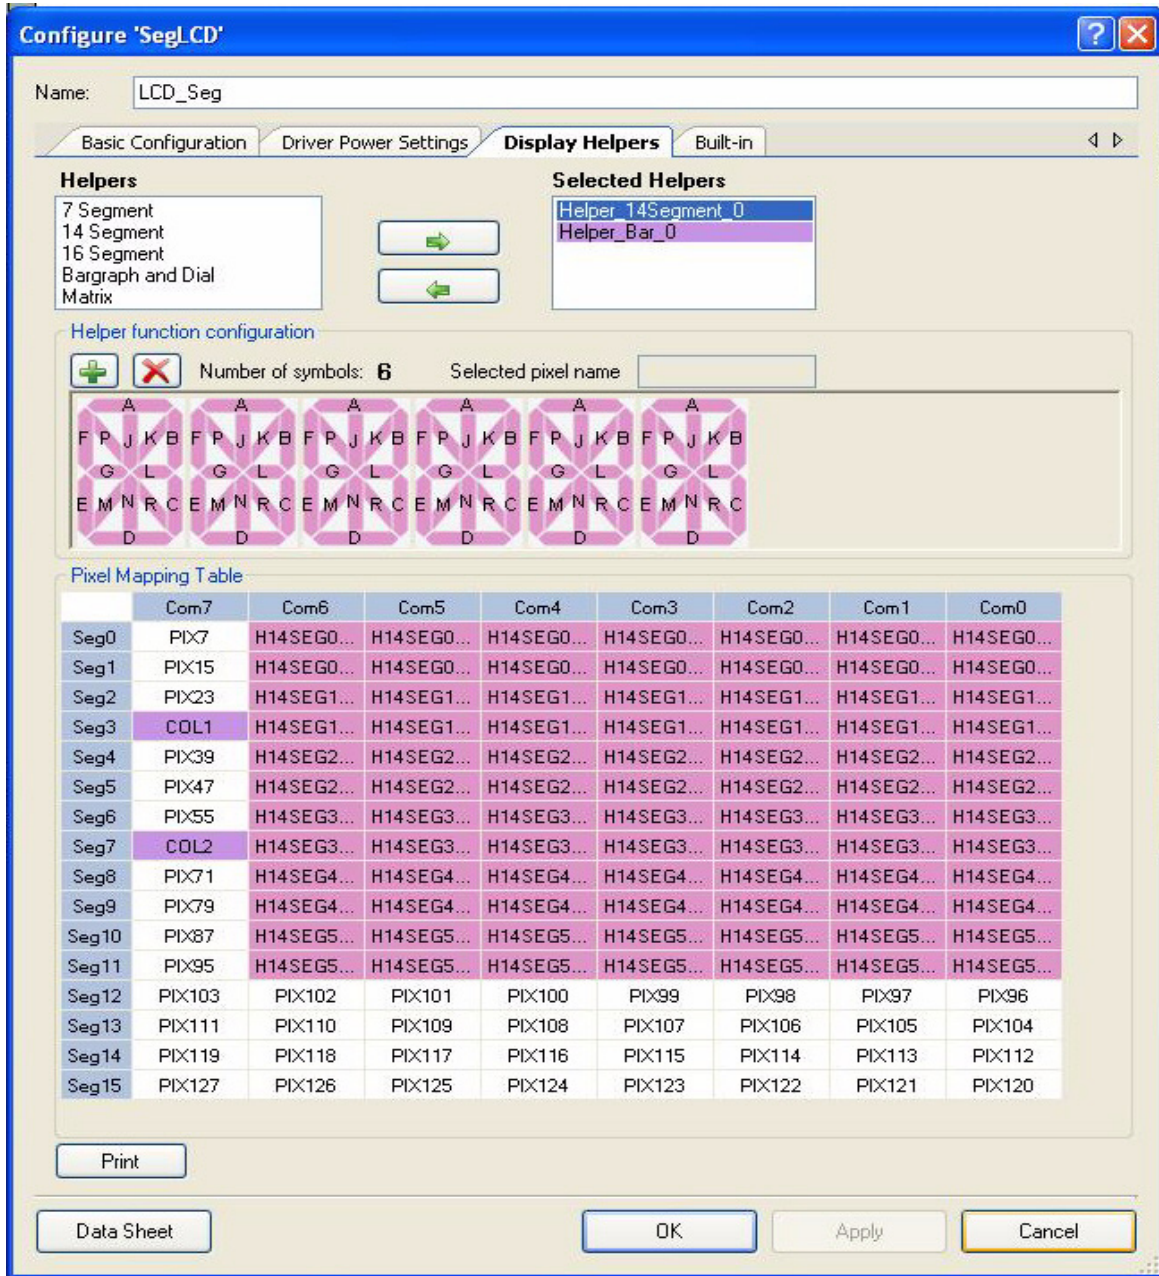 Configure 'SegLCD'
Name: LCD_Seg
Basic Configuration Driver Power Settings Display Helpers Built-in
Helpers Selected Helpers
7 Segment Helper_14Segment_0
14 Segment Helper_Bar_0
16 Segment
Bargraph and Dial
Matrix
Helper function configuration
Number of symbols: 6 Selected pixel name
A A A A A A
F P J K B F P J K B F P J K B F P J K B F P J K B F P J K B
G L G L G L G L G L G L
E M N R C E M N R C E M N R C E M N R C E M N R C E M N R C
D D D D D D
Pixel Mapping Table
Com7 Com6 Com5 Com4 Com3 Com2 Com1 Com0
Seg0 PIX7 H14SEG0... H14SEG0... H14SEG0... H14SEG0... H14SEG0... H14SEG0... H14SEG0...
Seg1 PIX15 H14SEG0... H14SEG0... H14SEG0... H14SEG0... H14SEG0... H14SEG0... H14SEG0...
Seg2 PIX23 H14SEG1... H14SEG1... H14SEG1... H14SEG1... H14SEG1... H14SEG1... H14SEG1...
Seg3 COL1 H14SEG1... H14SEG1... H14SEG1... H14SEG1... H14SEG1... H14SEG1... H14SEG1...
Seg4 PIX39 H14SEG2... H14SEG2... H14SEG2... H14SEG2... H14SEG2... H14SEG2... H14SEG2...
Seg5 PIX47 H14SEG2... H14SEG2... H14SEG2... H14SEG2... H14SEG2... H14SEG2... H14SEG2...
Seg6 PIX55 H14SEG3... H14SEG3... H14SEG3... H14SEG3... H14SEG3... H14SEG3... H14SEG3...
Seg7 COL2 H14SEG3... H14SEG3... H14SEG3... H14SEG3... H14SEG3... H14SEG3... H14SEG3...
Seg8 PIX71 H14SEG4... H14SEG4... H14SEG4... H14SEG4... H14SEG4... H14SEG4... H14SEG4...
Seg9 PIX79 H14SEG4... H14SEG4... H14SEG4... H14SEG4... H14SEG4... H14SEG4... H14SEG4...
Seg10 PIX87 H14SEG5... H14SEG5... H14SEG5... H14SEG5... H14SEG5... H14SEG5... H14SEG5...
Seg11 PIX95 H14SEG5... H14SEG5... H14SEG5... H14SEG5... H14SEG5... H14SEG5... H14SEG5...
Seg12 PIX103 PIX102 PIX101 PIX100 PIX99 PIX98 PIX97 PIX96
Seg13 PIX111 PIX110 PIX109 PIX108 PIX107 PIX106 PIX105 PIX104
Seg14 PIX119 PIX118 PIX117 PIX116 PIX115 PIX114 PIX113 PIX112
Seg15 PIX127 PIX126 PIX125 PIX124 PIX123 PIX122 PIX121 PIX120
Print
Data Sheet OK Apply Cancel